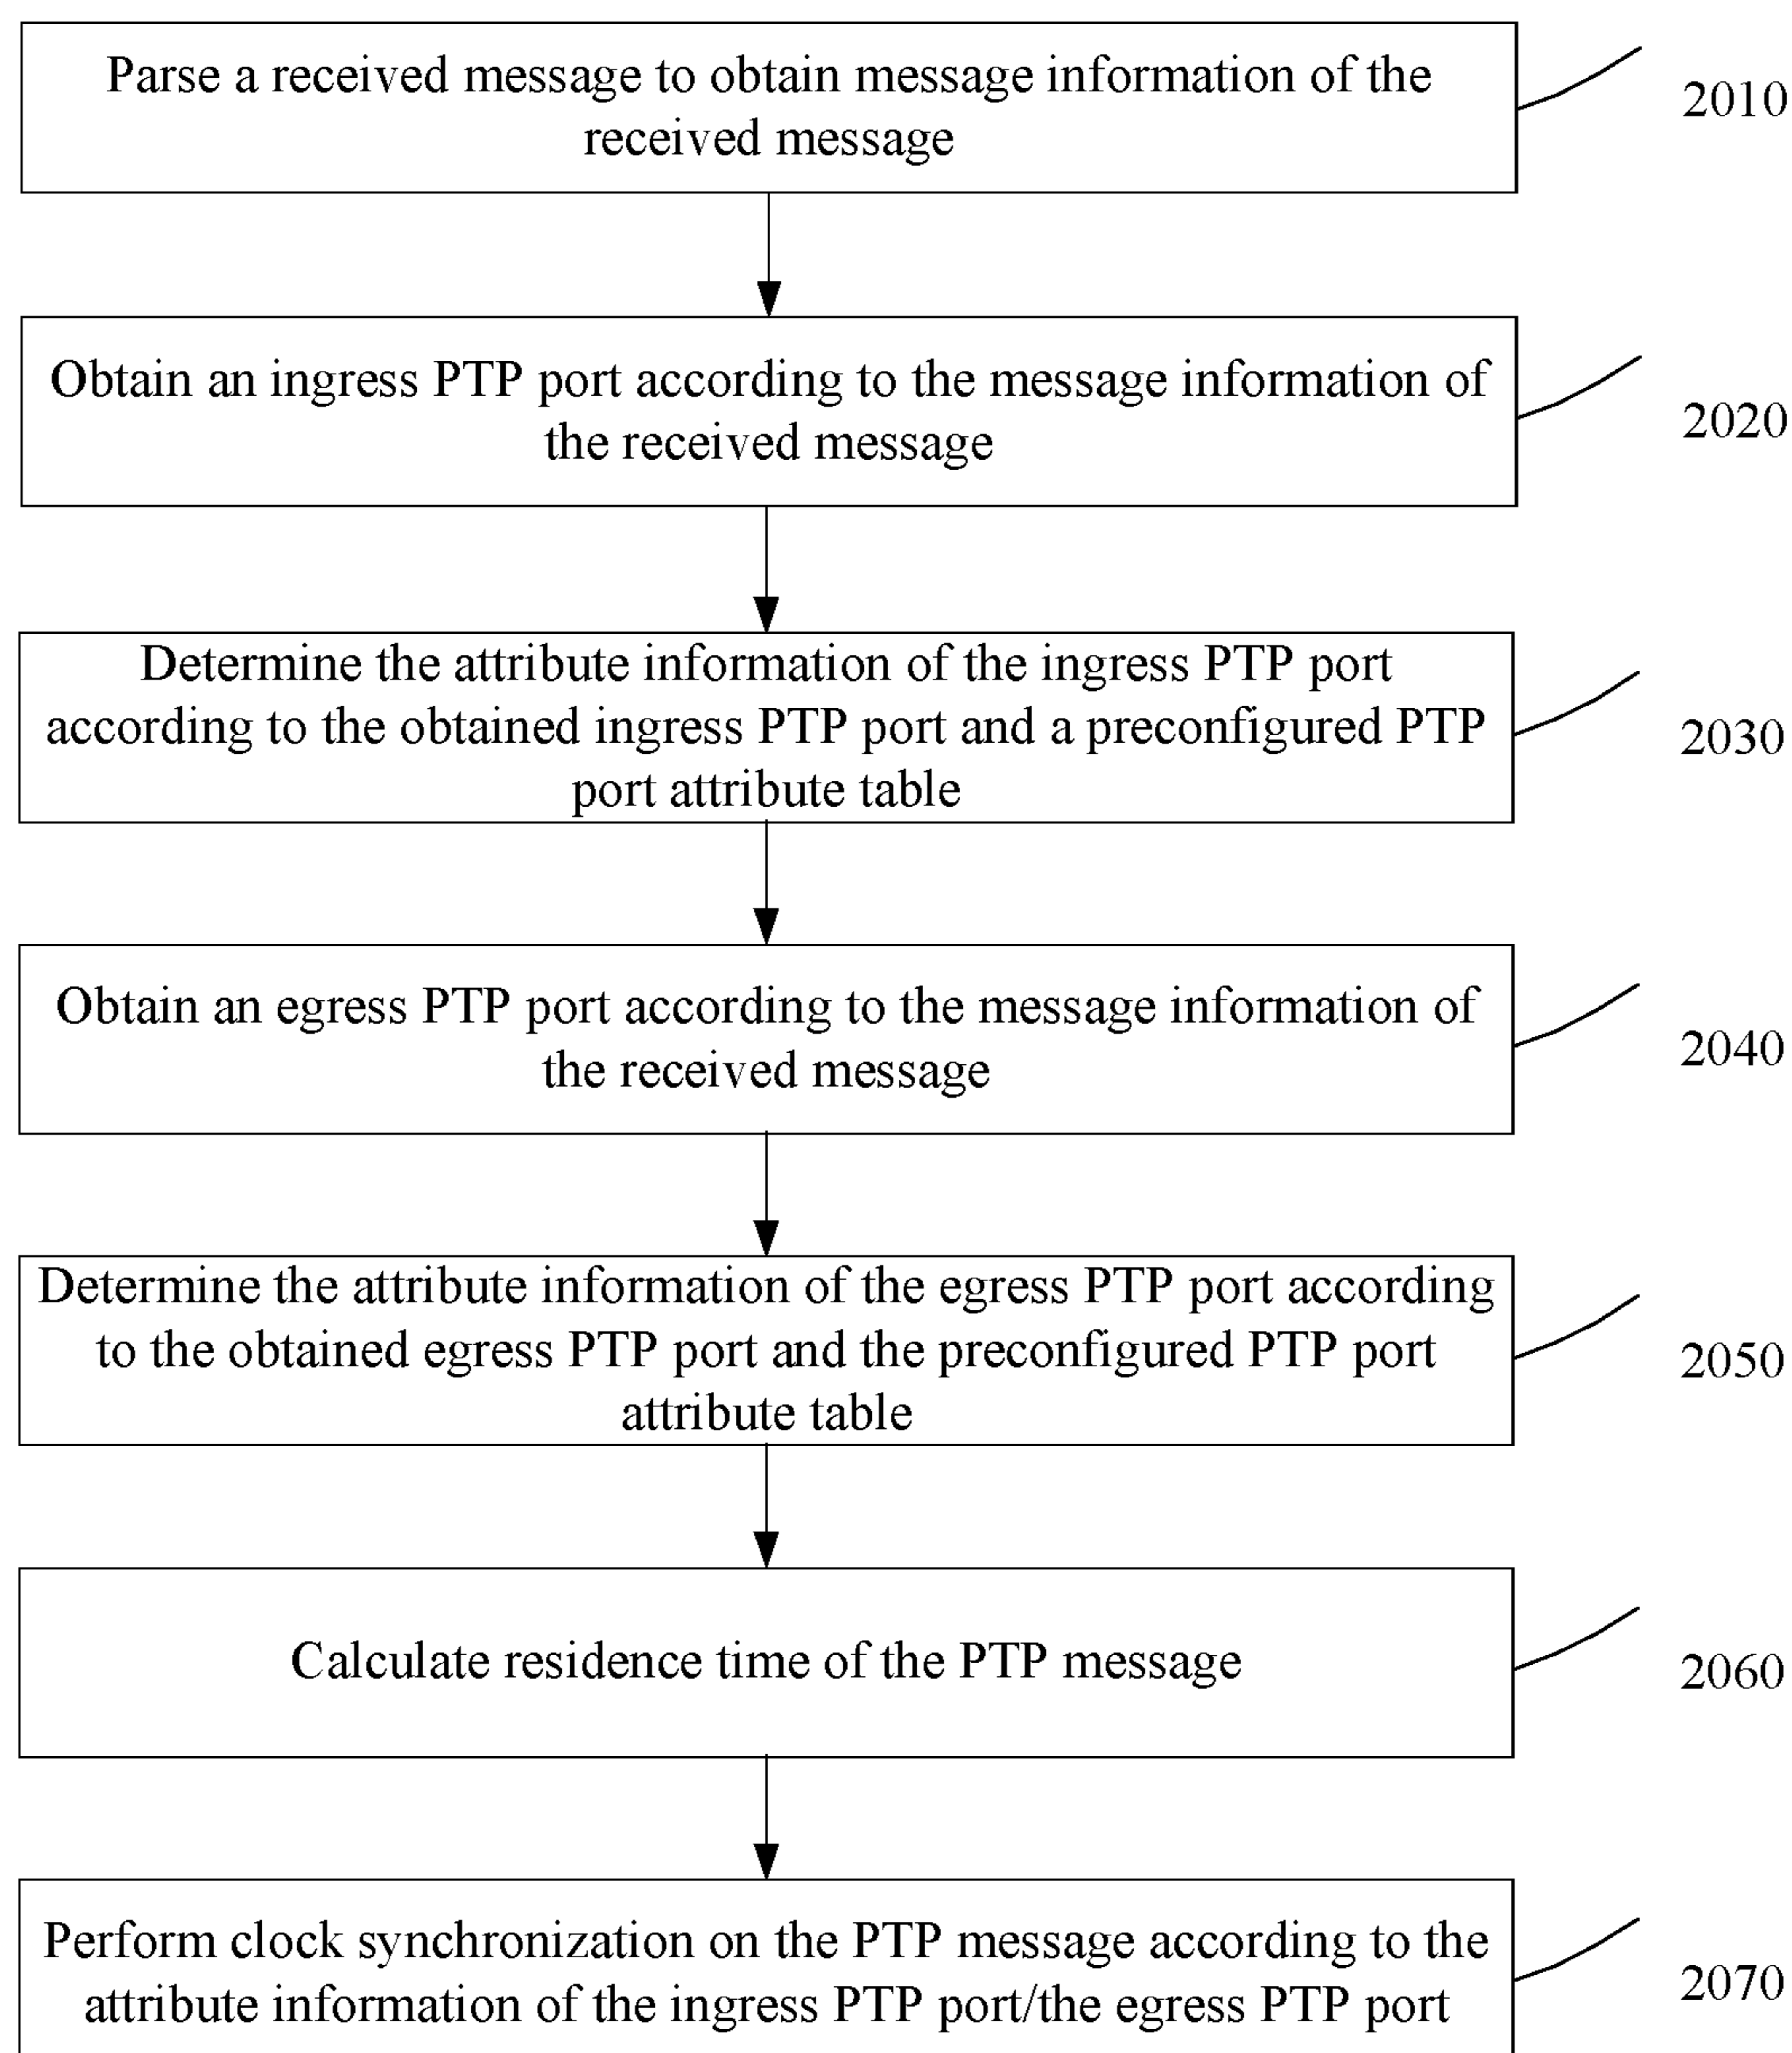 Parse a received message to obtain message information of the
received message
2010
Obtain an ingress PTP port according to the message information of
the received message
2020
Determine the attribute information of the ingress PTP port
according to the obtained ingress PTP port and a preconfigured PTP
port attribute table
2030
Obtain an egress PTP port according to the message information of
the received message
2040
Determine the attribute information of the egress PTP port according
to the obtained egress PTP port and the preconfigured PTP port
attribute table
2050
Calculate residence time of the PTP message
2060
Perform clock synchronization on the PTP message according to the
attribute information of the ingress PTP port/the egress PTP port
2070